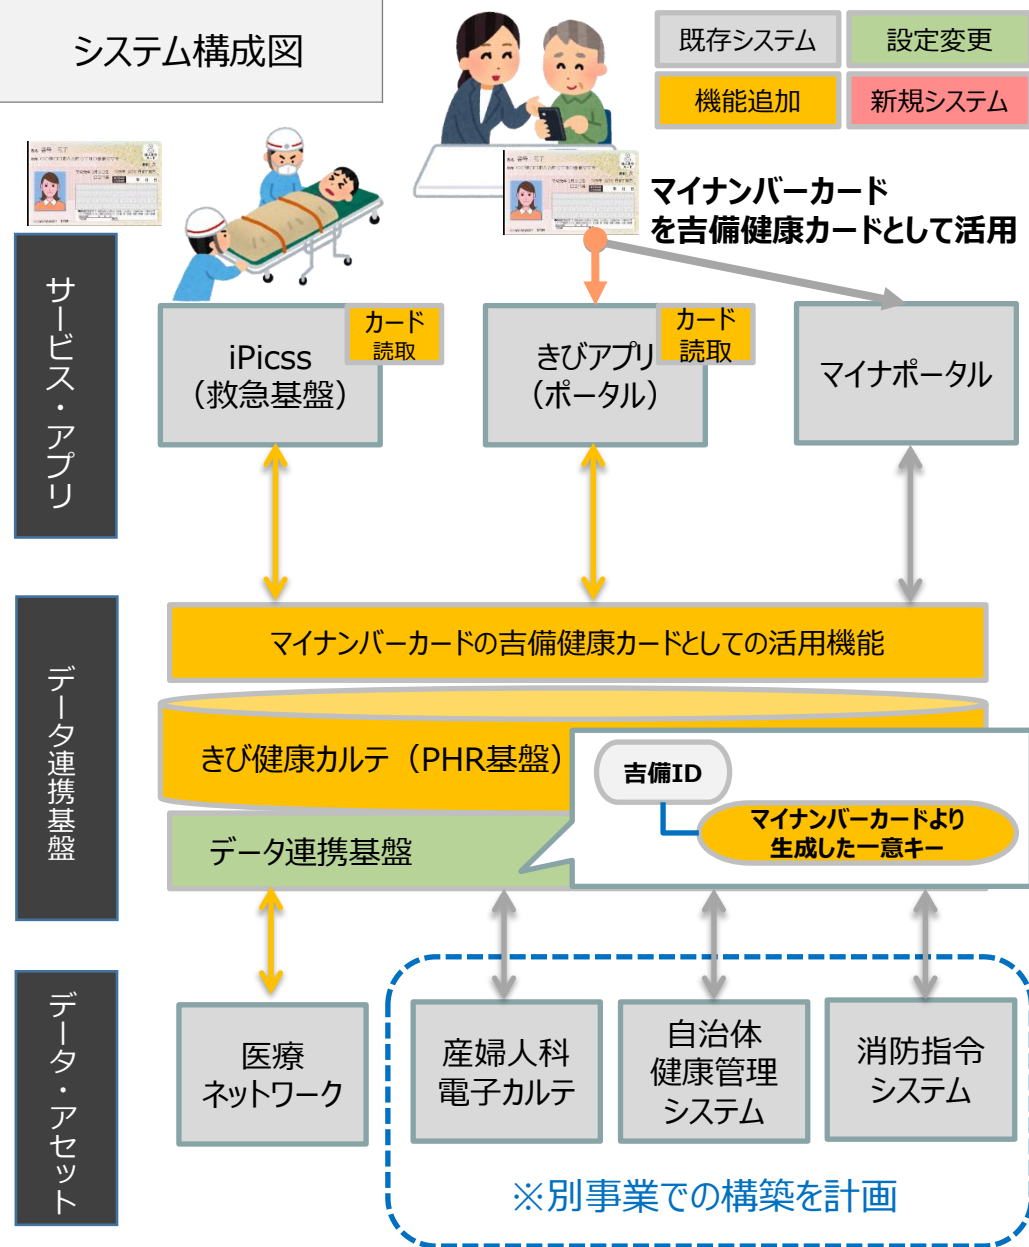 システム構成図
既存システム
設定変更
機能追加
新規システム
マイナンバーカード
を吉備健康カードとして活用
サービス・アプリ
iPicss
（救急基盤）
カード
読取
きびアプリ
（ポータル）
カード
読取
マイナポータル
データ連携基盤
マイナンバーカードの吉備健康カードとしての活用機能
きび健康カルテ（PHR基盤）
吉備ID
マイナンバーカードより
生成した一意キー
データ連携基盤
データ・アセット
医療
ネットワーク
産婦人科
電子カルテ
自治体
健康管理
システム
消防指令
システム
※別事業での構築を計画